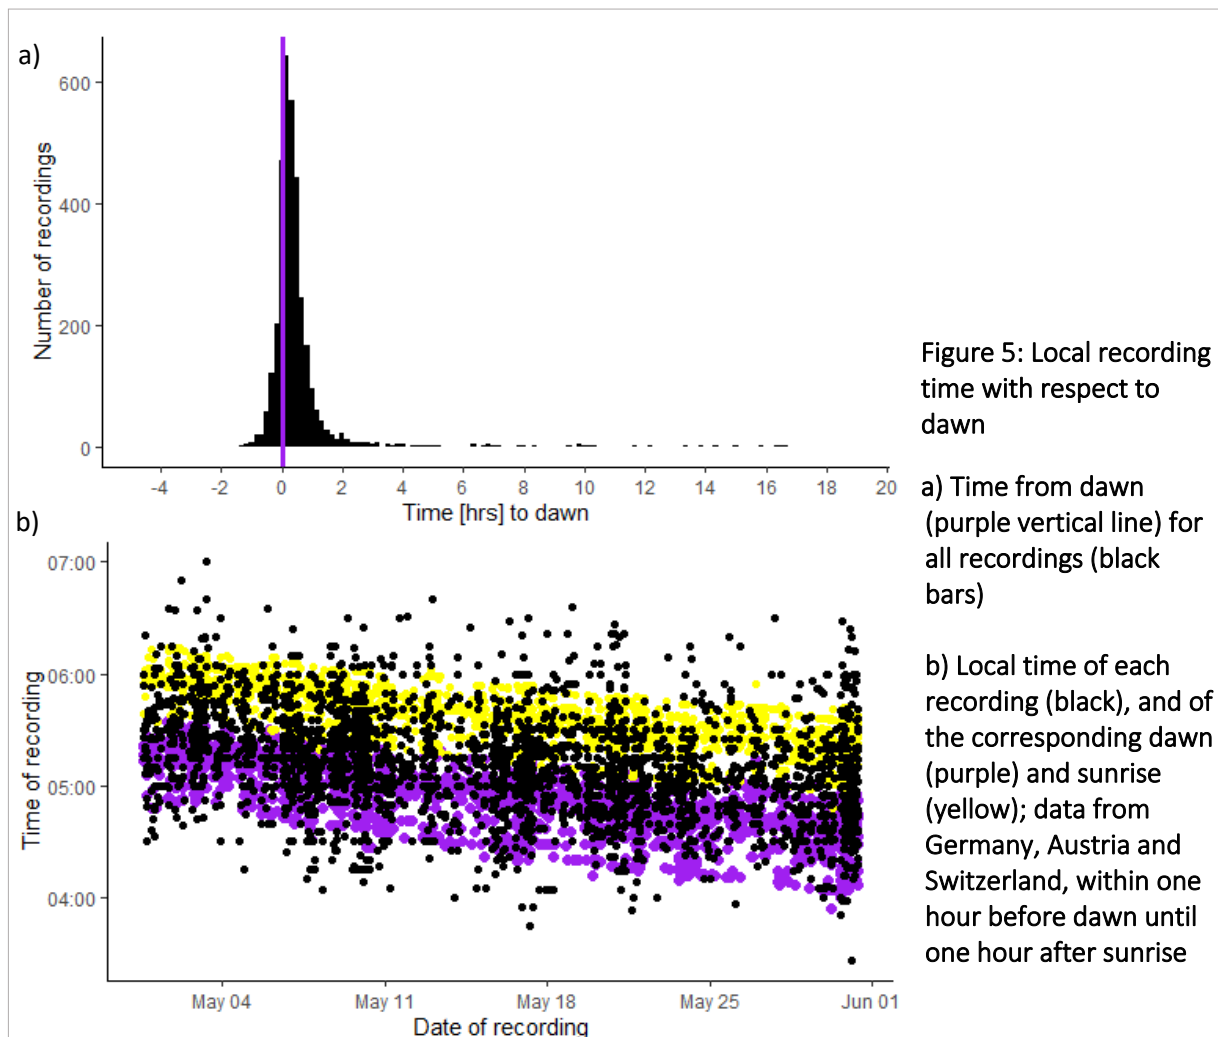 a)
600
400
200
0
Number of recordings
-4 -2 0 2 4 6 8 10 12 14 16 18 20
Time [hrs] to dawn
b)
07:00
06:00
05:00
04:00
Time of recording
May 04 May 11 May 18 May 25 Jun 01
Date of recording
Figure 5: Local recording
time with respect to
dawn
a) Time from dawn
(purple vertical line) for
all recordings (black
bars)
b) Local time of each
recording (black), and of
the corresponding dawn
(purple) and sunrise
(yellow); data from
Germany, Austria and
Switzerland, within one
hour before dawn until
one hour after sunrise